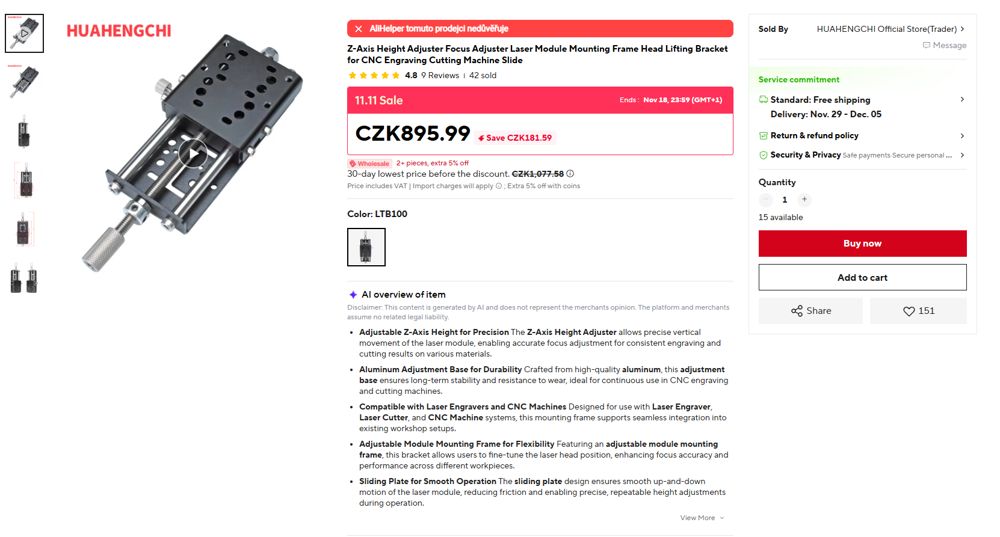 HUAHENGCHI
AliHelper tomuto prodejci nedůvěřuje
Z-Axis Height Adjuster Focus Adjuster Laser Module Mounting Frame Head Lifting Bracket
for CNC Engraving Cutting Machine Slide
4.8 9 Reviews | 42 sold
11.11 Sale
Ends: Nov 18, 23:59 (GMT+1)
CZK895.99
Save CZK181.59
Wholesale 2+ pieces, extra 5% off
30-day lowest price before the discount. CZK1,077.58
Price includes VAT | Import charges will apply ; Extra 5% off with coins
Color: LTB100
AI overview of item
Disclaimer: This content is generated by AI and does not represent the merchants opinion. The platform and merchants
assume no related legal liability.
• Adjustable Z-Axis Height for Precision The Z-Axis Height Adjuster allows precise vertical
movement of the laser module, enabling accurate focus adjustment for consistent engraving and
cutting results on various materials.
• Aluminum Adjustment Base for Durability Crafted from high-quality aluminum, this adjustment
base ensures long-term stability and resistance to wear, ideal for continuous use in CNC engraving
and cutting machines.
• Compatible with Laser Engravers and CNC Machines Designed for use with Laser Engraver,
Laser Cutter, and CNC Machine systems, this mounting frame supports seamless integration into
existing workshop setups.
• Adjustable Module Mounting Frame for Flexibility Featuring an adjustable module mounting
frame, this bracket allows users to fine-tune the laser head position, enhancing focus accuracy and
performance across different workpieces.
• Sliding Plate for Smooth Operation The sliding plate design ensures smooth up-and-down
motion of the laser module, reducing friction and enabling precise, repeatable height adjustments
during operation.
View More
Sold By
HUAHENGCHI Official Store(Trader)
Message
Service commitment
Standard: Free shipping
Delivery: Nov. 29 - Dec. 05
Return & refund policy
Security & Privacy Safe payments·Secure personal ...
Quantity
- 1 +
15 available
Buy now
Add to cart
Share
151